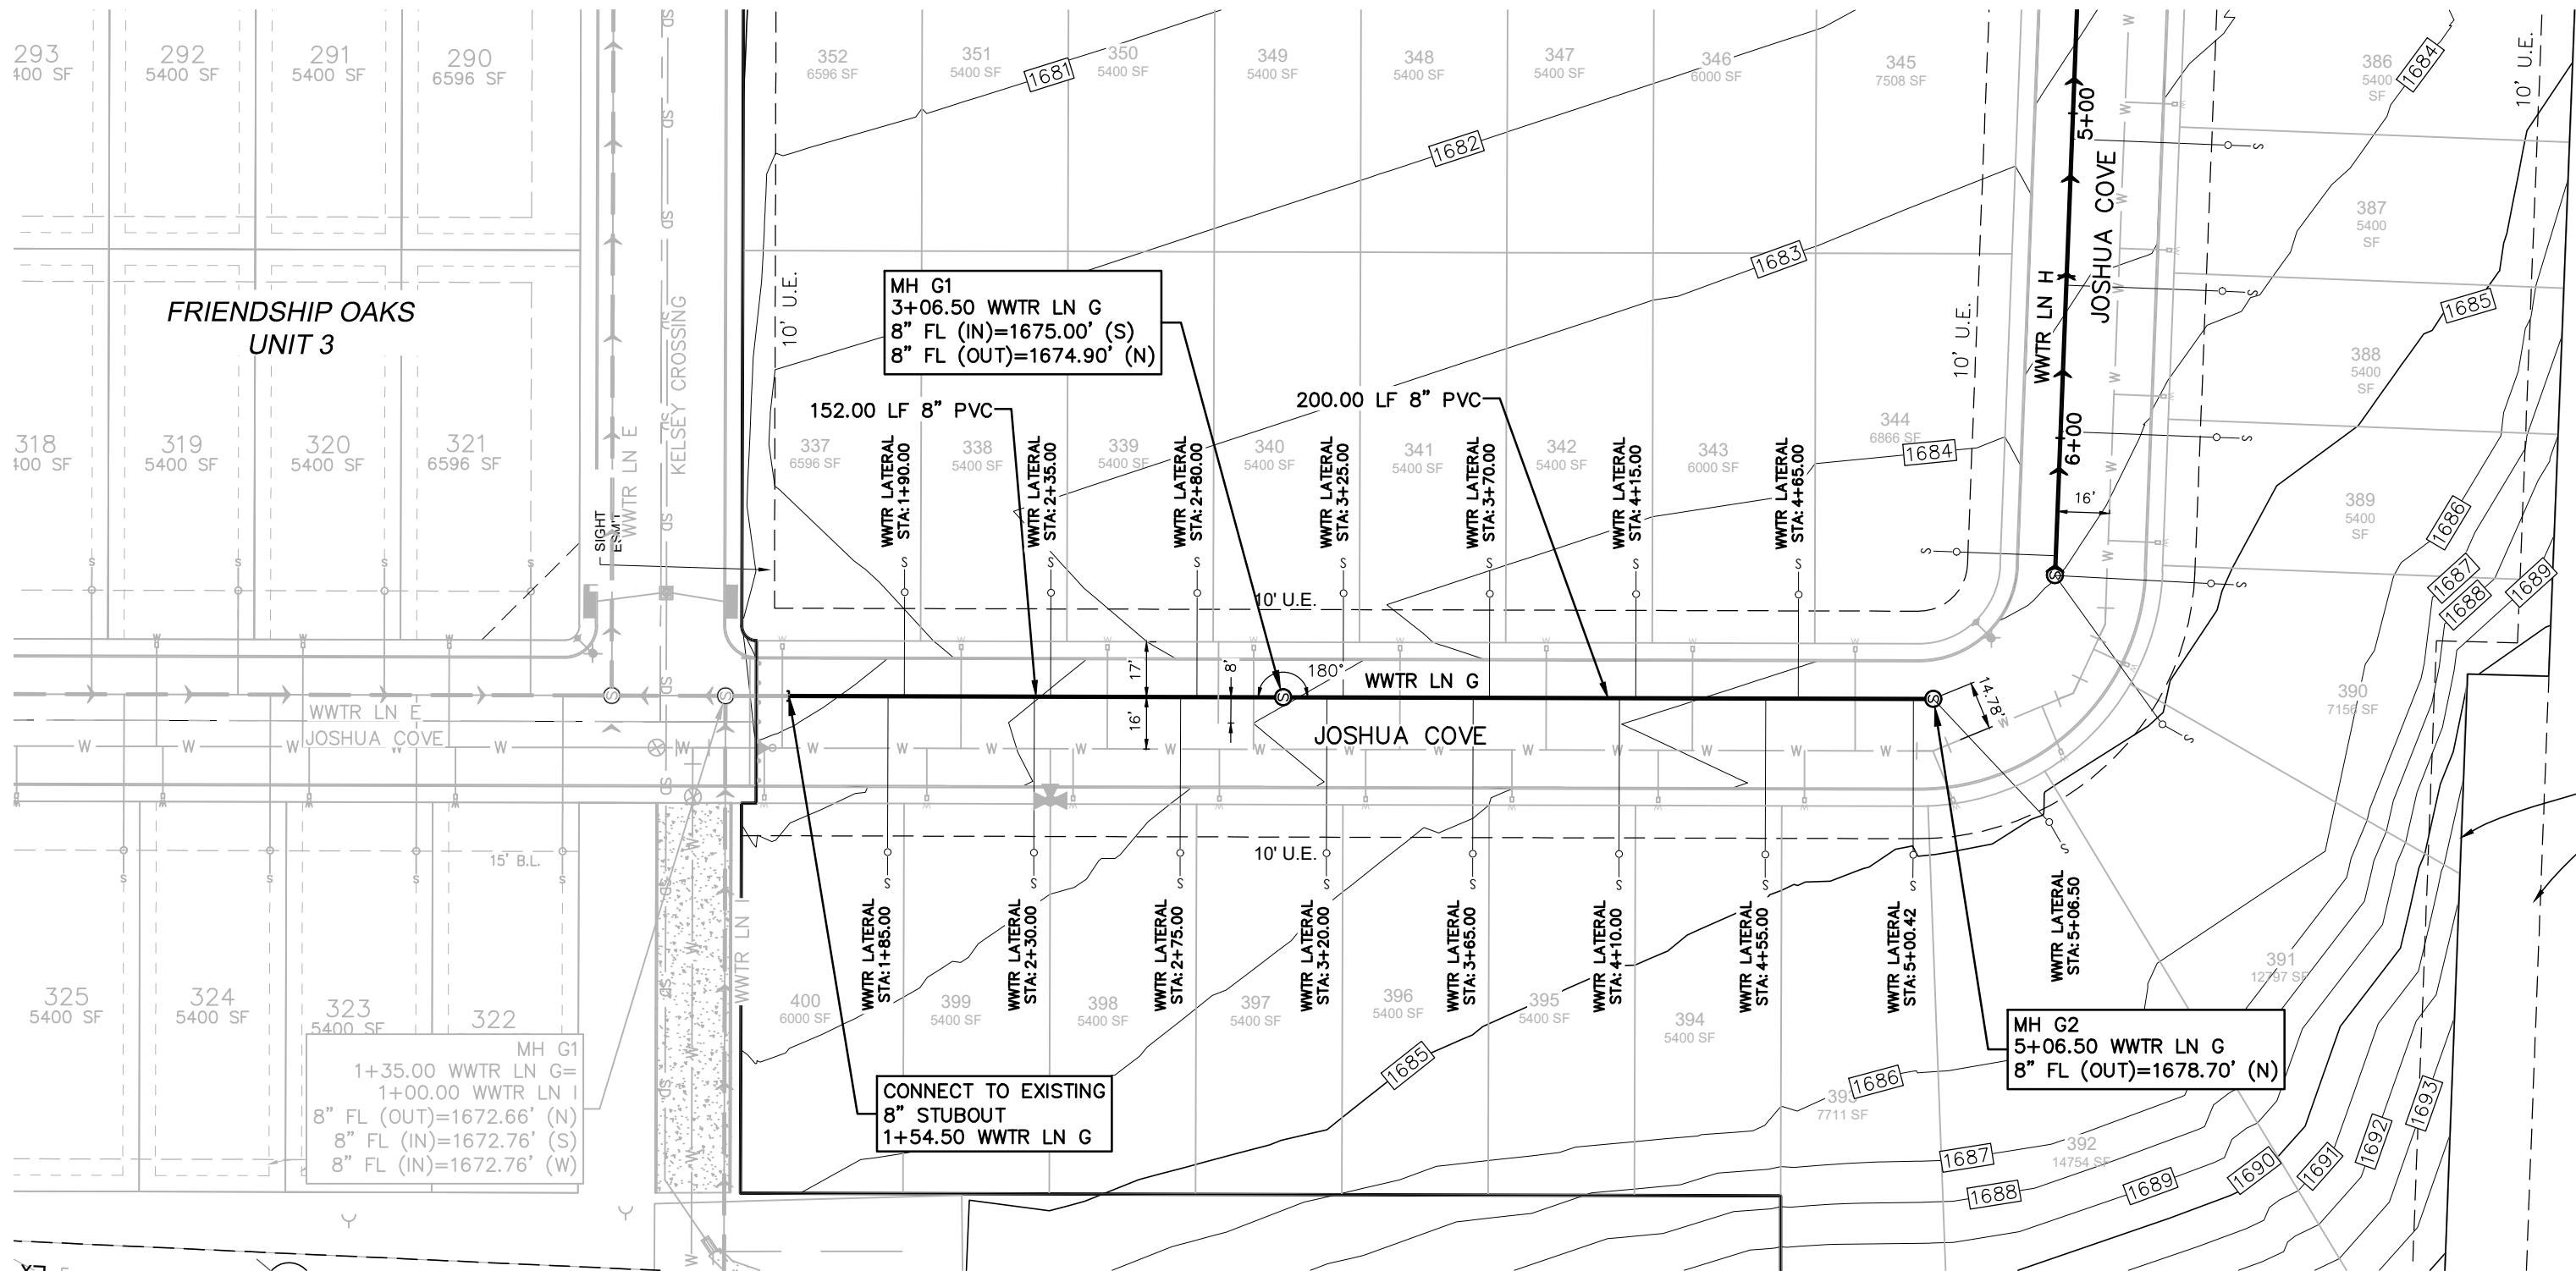 293
400 SF
292
5400 SF
291
5400 SF
290
6596 SF
352
6596 SF
351
5400 SF
350
5400 SF
349
5400 SF
348
5400 SF
347
5400 SF
346
6000 SF
345
7508 SF
386
5400
SF
1681
1682
1683
1684
10' U.E.
5+00
JOSHUA COVE
387
5400
SF
1685
FRIENDSHIP OAKS
UNIT 3
KELSEY CROSSING
10' U.E.
MH G1
3+06.50 WWTR LN G
8" FL (IN)=1675.00' (S)
8" FL (OUT)=1674.90' (N)
152.00 LF 8" PVC
200.00 LF 8" PVC
10' U.E.
WWTR LN H
6+00
388
5400
SF
318
400 SF
319
5400 SF
320
5400 SF
321
6596 SF
WWTR LN E
SIGHT
ESM'T
337
6596 SF
338
5400 SF
339
5400 SF
340
5400 SF
341
5400 SF
342
5400 SF
343
6000 SF
344
6866 SF
1684
WWTR LATERAL
STA: 1+90.00
WWTR LATERAL
STA: 2+35.00
WWTR LATERAL
STA: 2+80.00
WWTR LATERAL
STA: 3+25.00
WWTR LATERAL
STA: 3+70.00
WWTR LATERAL
STA: 4+15.00
WWTR LATERAL
STA: 4+65.00
16'
389
5400
SF
1686
1687
1688
1689
10' U.E.
17'
8'
180°
16'
WWTR LN G
JOSHUA COVE
14.78'
390
7156 SF
WWTR LN E
JOSHUA COVE
15' B.L.
10' U.E.
WWTR LN I
WWTR LATERAL
STA: 1+85.00
WWTR LATERAL
STA: 2+30.00
WWTR LATERAL
STA: 2+75.00
WWTR LATERAL
STA: 3+20.00
WWTR LATERAL
STA: 3+65.00
WWTR LATERAL
STA: 4+10.00
WWTR LATERAL
STA: 4+55.00
WWTR LATERAL
STA: 5+00.42
WWTR LATERAL
STA: 5+06.50
325
5400 SF
324
5400 SF
323
5400 SF
322
400
6000 SF
399
5400 SF
398
5400 SF
397
5400 SF
396
5400 SF
395
5400 SF
394
5400 SF
393
7711 SF
391
12797 SF
392
14754 SF
MH G1
1+35.00 WWTR LN G=
1+00.00 WWTR LN I
8" FL (OUT)=1672.66' (N)
8" FL (IN)=1672.76' (S)
8" FL (IN)=1672.76' (W)
CONNECT TO EXISTING
8" STUBOUT
1+54.50 WWTR LN G
MH G2
5+06.50 WWTR LN G
8" FL (OUT)=1678.70' (N)
1685
1686
1687
1688
1689
1690
1691
1692
1693